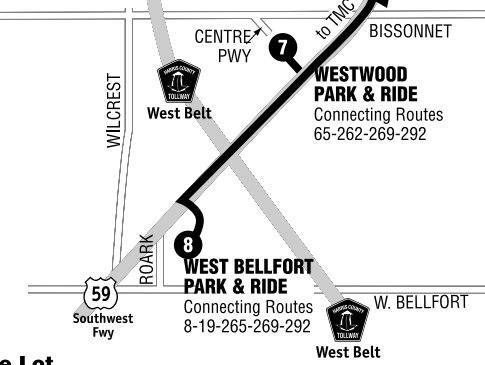 to TMC
BISSONNET
CENTRE
PWY
7
WESTWOOD
PARK & RIDE
Connecting Routes
65-262-269-292
HARRIS COUNTY
TOLLWAY
West Belt
WILCREST
8
ROARK
WEST BELLFORT
PARK & RIDE
Connecting Routes
8-19-265-269-292
59
Southwest
Fwy
W. BELLFORT
HARRIS COUNTY
TOLLWAY
West Belt